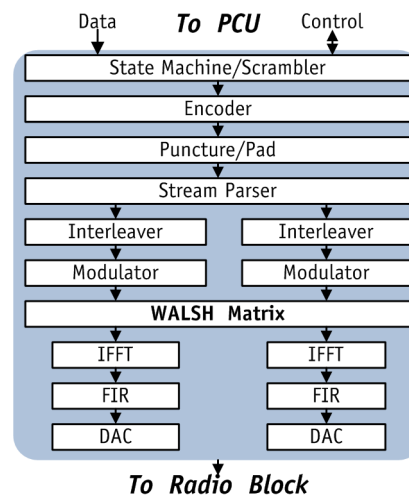 Data To PCU Control
State Machine/Scrambler
Encoder
Puncture/Pad
Stream Parser
Interleaver Interleaver
Modulator Modulator
WALSH Matrix
IFFT IFFT
FIR FIR
DAC DAC
To Radio Block